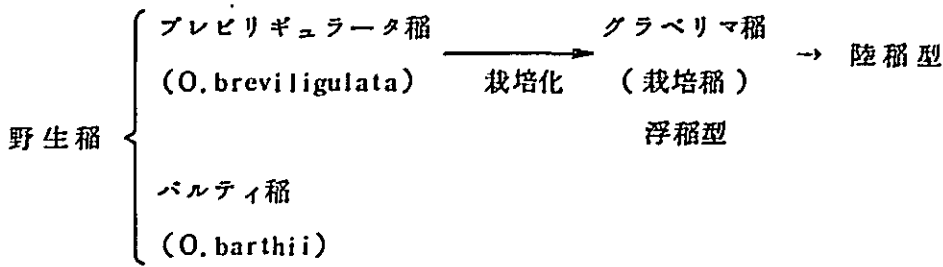 ブレビリギュラータ稲 グラベリマ稲 → 陸稲型
(O. breviligulata) 栽培化 (栽培稲)
野生稲 浮稲型
バルティ稲
(O. barthii)